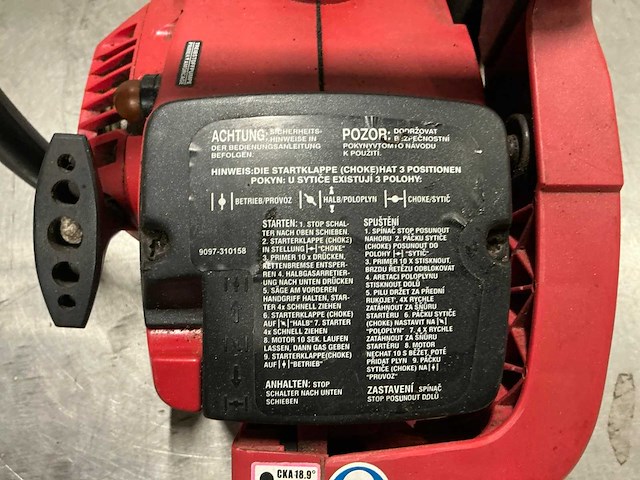 ACHTUNG: SICHERHEITS-
HINWEISE IN
DER BEDIENUNGSANLEITUNG
BEFOLGEN.
POZOR: DODRŽOVAT
BEZPEČNOSTNI
POKYNYVTOMTO NÁVODU
K POUŽITÍ.
HINWEIS:DIE STARTKLAPPE (CHOKE)HAT 3 POSITIONEN
POKYN: U SYTIČE EXISTUJÍ 3 POLOHY:
BETRIEB/PROVOZ
HALB/POLOPLYN
CHOKE/SYTIČ
9097-310158
STARTEN: 1. STOP SCHAL-
TER NACH OBEN SCHIEBEN.
2. STARTERKLAPPE (CHOKE)
IN STELLUNG "CHOKE"
3. PRIMER 10 x DRÜCKEN,
KETTENBREMSE ENTSPER-
REN 4. HALBGASARRETIE-
RUNG NACH UNTEN DRÜCKEN
5. SÄGE AM VORDEREN
HANDGRIFF HALTEN, STAR-
TER 4x SCHNELL ZIEHEN
6. STARTERKLAPPE (CHOKE)
AUF "HALB" 7. STARTER
4x SCHNELL ZIEHEN
8. MOTOR 10 SEK. LAUFEN
LASSEN, DANN GAS GEBEN
9. STARTERKLAPPE(CHOKE)
AUF "BETRIEB"
ANHALTEN: STOP
SCHALTER NACH UNTEN
SCHIEBEN
SPUŠTĚNÍ
1. SPÍNAČ STOP POSUNOUT
NAHORU 2. PÁČKU SYTIČE
(CHOKE) POSUNOUT DO
POLOHY "SYTIČ"
3. PRIMER 10 X STISKNOUT,
BRZDU ŘETĚZU ODBLOKOVAT
4. ARETACI POLOPLYNU
STISKNOUT DOLŮ
5. PILU DRŽET ZA PŘEDNÍ
RUKOJEŤ, 4X RYCHLE
ZATÁHNOUT ZA ŠŇŮRU
STARTÉRU 6. PÁČKU SYTIČE
(CHOKE) NASTAVIT NA
"POLOPLYN" 7. 4 X RYCHLE
ZATÁHNOUT ZA ŠŇŮRU
STARTÉRU 8. MOTOR
NECHAT 10 S BĚŽET, POTÉ
PŘIDAT PLYN 9. PÁČKU
SYTIČE (CHOKE) NA
"PRUVOZ"
ZASTAVENÍ SPÍNAČ
STOP POSUNOUT DOLŮ
CKA 18.9°